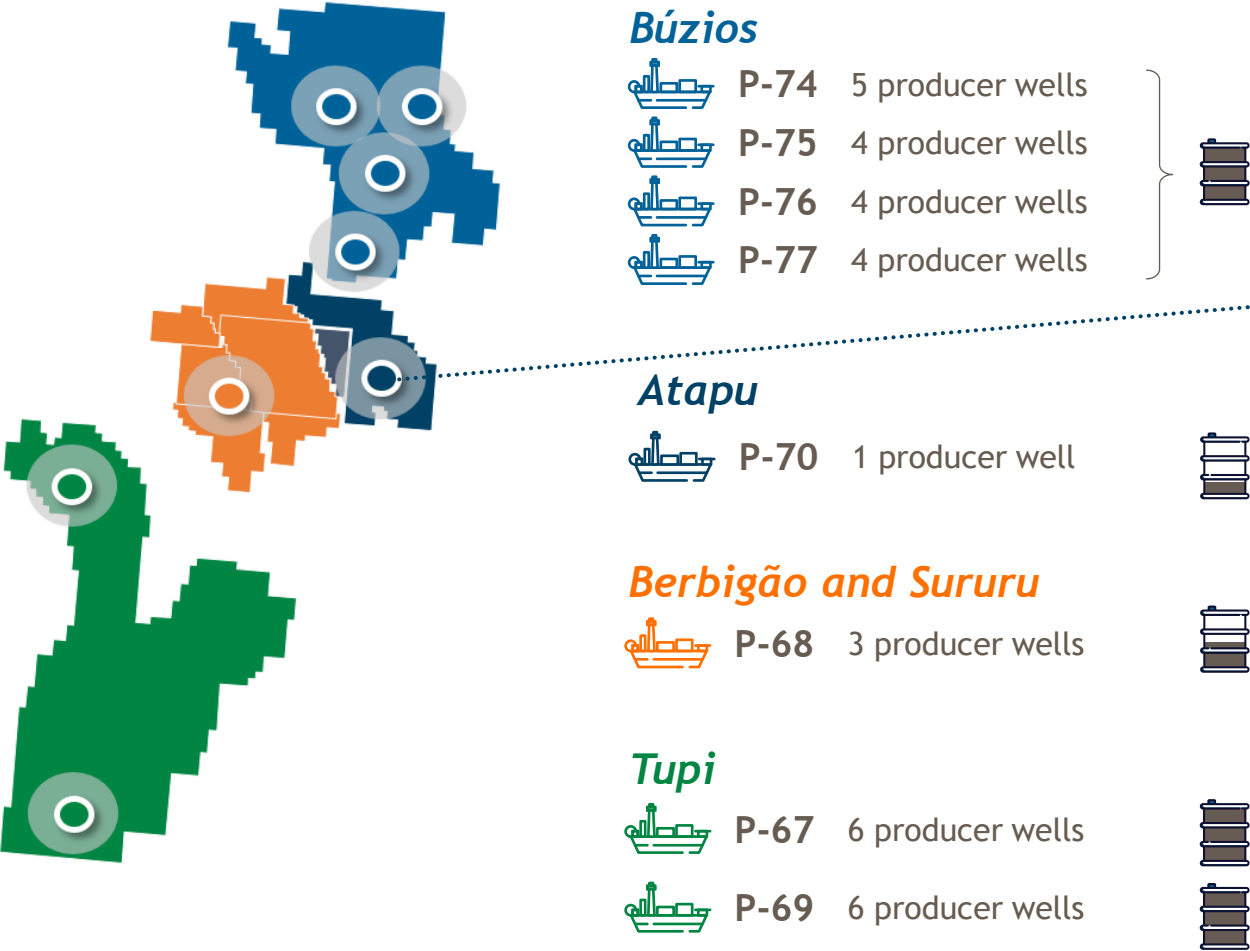 Búzios
P-74 5 producer wells
P-75 4 producer wells
P-76 4 producer wells
P-77 4 producer wells
Atapu
P-70 1 producer well
Berbigão and Sururu
P-68 3 producer wells
Tupi
P-67 6 producer wells
P-69 6 producer wells